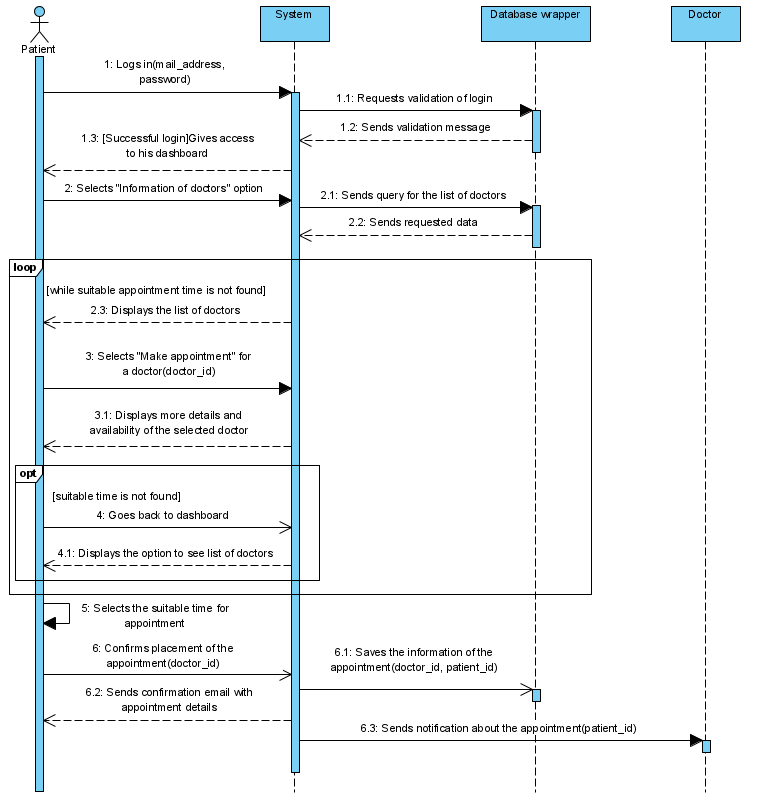 System
Database wrapper
Doctor
Patient
1: Logs in(mail_address,
password)
1.1: Requests validation of login
1.2: Sends validation message
1.3: [Successful login]Gives access
to his dashboard
2: Selects "Information of doctors" option
2.1: Sends query for the list of doctors
2.2: Sends requested data
loop
[while suitable appointment time is not found]
2.3: Displays the list of doctors
3: Selects "Make appointment" for
a doctor(doctor_id)
3.1: Displays more details and
availability of the selected doctor
opt
[suitable time is not found]
4: Goes back to dashboard
4.1: Displays the option to see list of doctors
5: Selects the suitable time for
appointment
6: Confirms placement of the
appointment(doctor_id)
6.1: Saves the information of the
appointment(doctor_id, patient_id)
6.2: Sends confirmation email with
appointment details
6.3: Sends notification about the appointment(patient_id)